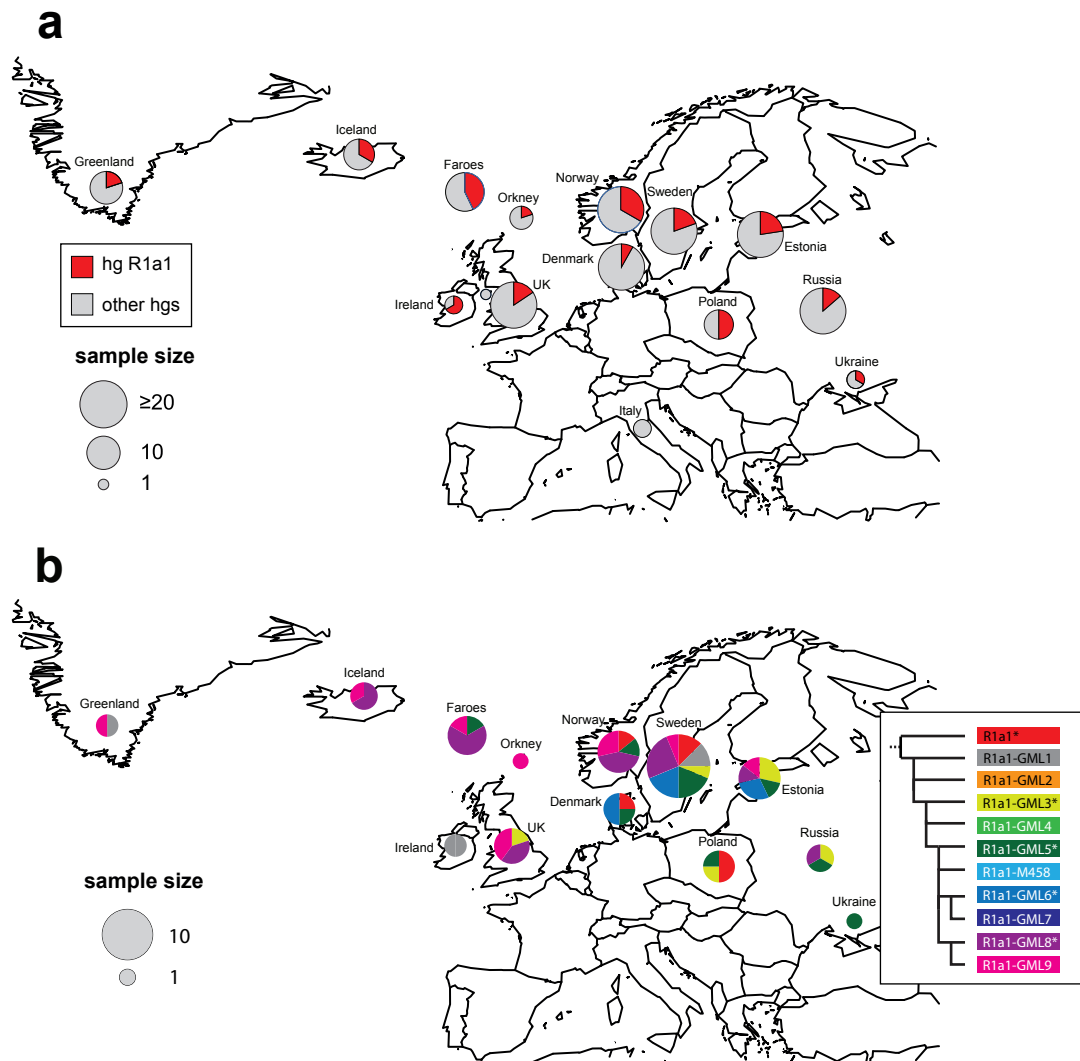 a
Greenland
Iceland
Faroes
Orkney
Norway
Sweden
Denmark
Estonia
UK
Ireland
Poland
Russia
Ukraine
Italy
hg R1a1
other hgs
sample size
≥20
10
1
b
Greenland
Iceland
Faroes
Orkney
Norway
Sweden
Denmark
Estonia
UK
Ireland
Poland
Russia
Ukraine
sample size
10
1
R1a1*
R1a1-GML1
R1a1-GML2
R1a1-GML3*
R1a1-GML4
R1a1-GML5*
R1a1-M458
R1a1-GML6*
R1a1-GML7
R1a1-GML8*
R1a1-GML9